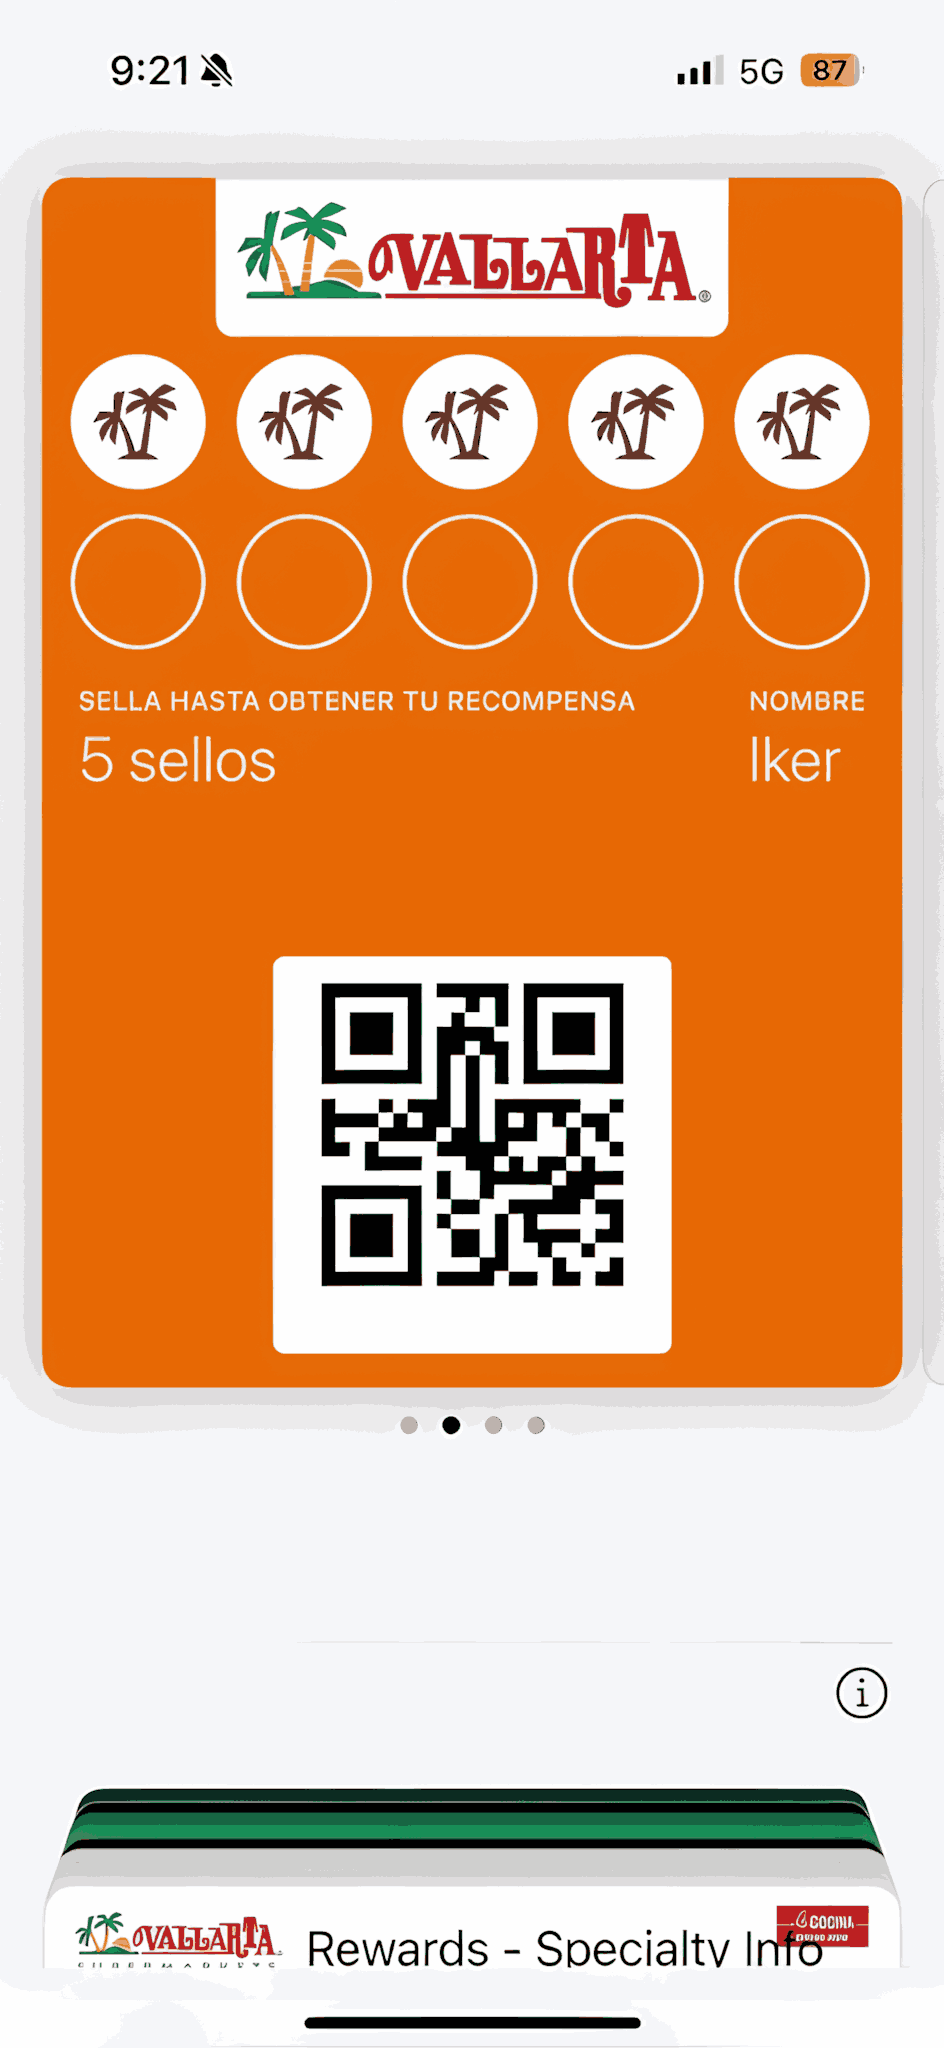 9:21
5G
87
VALLARTA®
SELLA HASTA OBTENER TU RECOMPENSA
NOMBRE
5 sellos
Iker
VALLARTA
Rewards - Specialty Info
COCINA